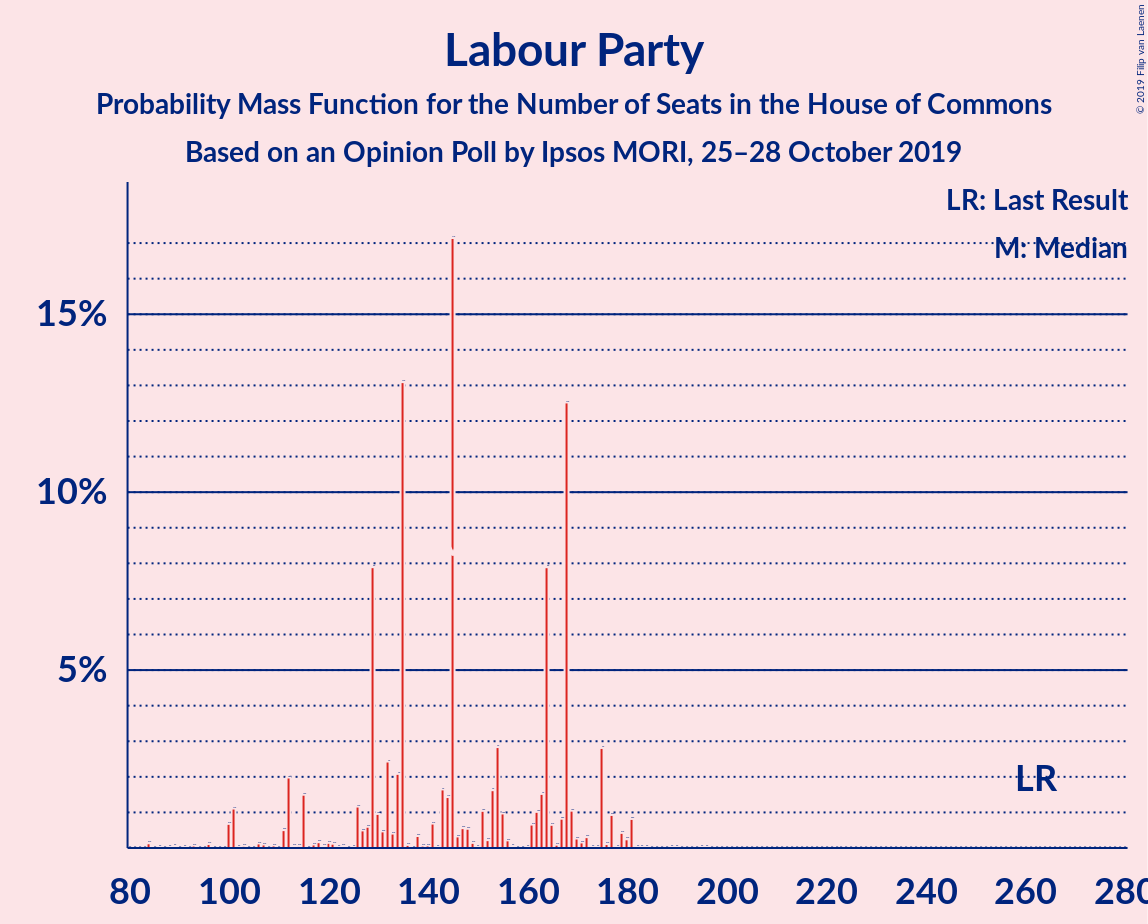 Labour Party
Probability Mass Function for the Number of Seats in the House of Commons
Based on an Opinion Poll by Ipsos MORI, 25–28 October 2019
© 2019 Filip van Laenen
LR: Last Result
M: Median
15%
10%
5%
LR
80 100 120 140 160 180 200 220 240 260 280